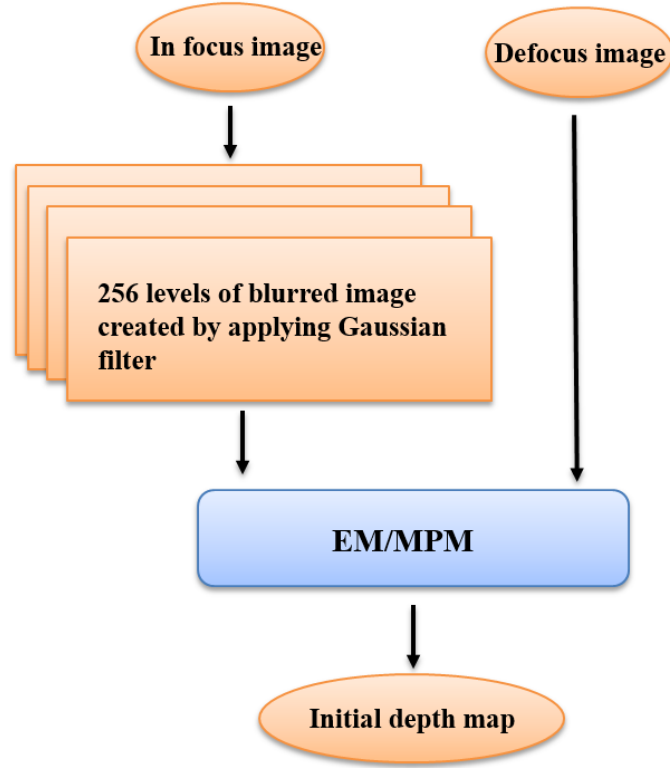 In focus image
Defocus image
256 levels of blurred image
created by applying Gaussian
filter
EM/MPM
Initial depth map